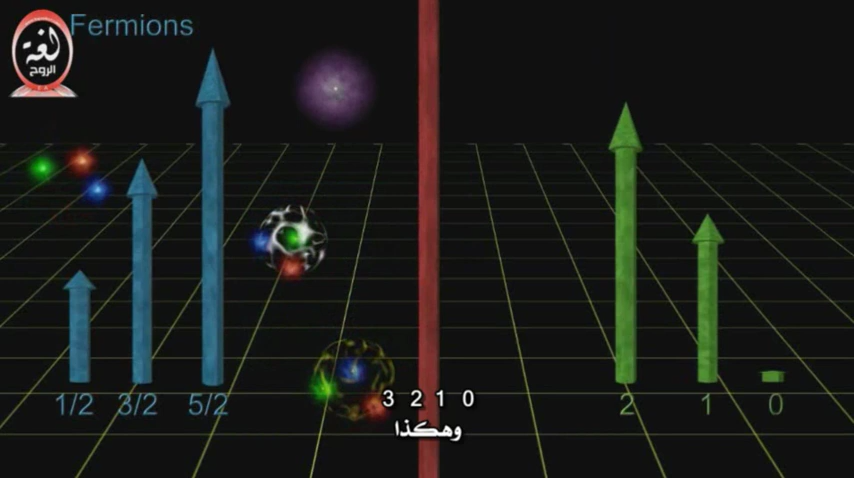 Fermions
لغة
الروح
1/2 3/2 5/2 2 1 0
3 2 1 0
وهكذا